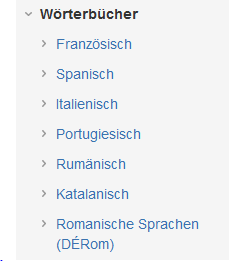 Wörterbücher
Französisch
Spanisch
Italienisch
Portugiesisch
Rumänisch
Katalanisch
Romanische Sprachen
(DÉRom)